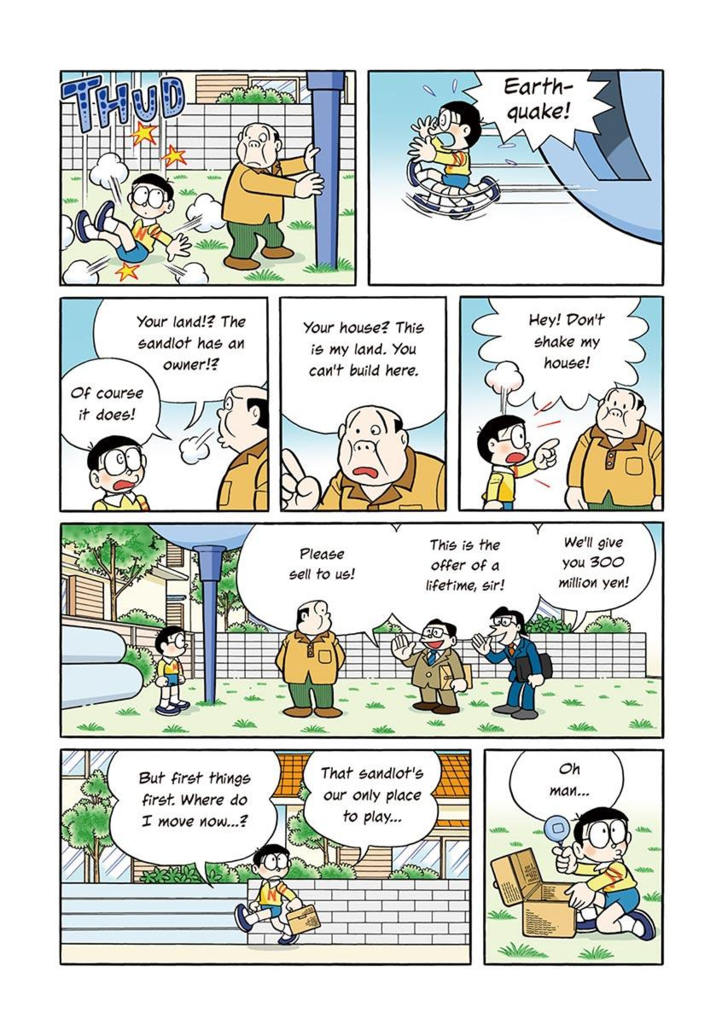 Earth-
quake!
THUD
Hey! Don't
shake my
house!
Your house? This
is my land. You
can't build here.
Your land!? The
sandlot has an
owner!?
Of course
it does!
We'll give
you 300
million yen!
This is the
offer of a
lifetime, sir!
Please
sell to us!
Oh
man...
That sandlot's
our only place
to play...
But first things
first. Where do
I move now...?